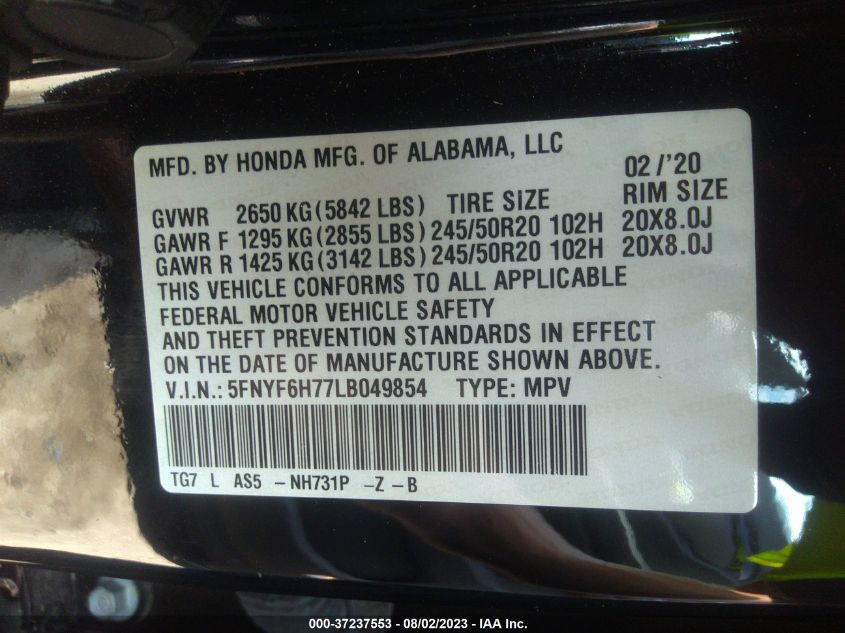 MFD. BY HONDA MFG. OF ALABAMA, LLC 02/'20
GVWR 2650 KG (5842 LBS) TIRE SIZE RIM SIZE
GAWR F 1295 KG (2855 LBS) 245/50R20 102H 20X8.0J
GAWR R 1425 KG (3142 LBS) 245/50R20 102H 20X8.0J
THIS VEHICLE CONFORMS TO ALL APPLICABLE
FEDERAL MOTOR VEHICLE SAFETY
AND THEFT PREVENTION STANDARDS IN EFFECT
ON THE DATE OF MANUFACTURE SHOWN ABOVE.
V.I.N.: 5FNYF6H77LB049854 TYPE: MPV
TG7 L AS5 -NH731P -Z -B
000-37237553 - 08/02/2023 - IAA Inc.